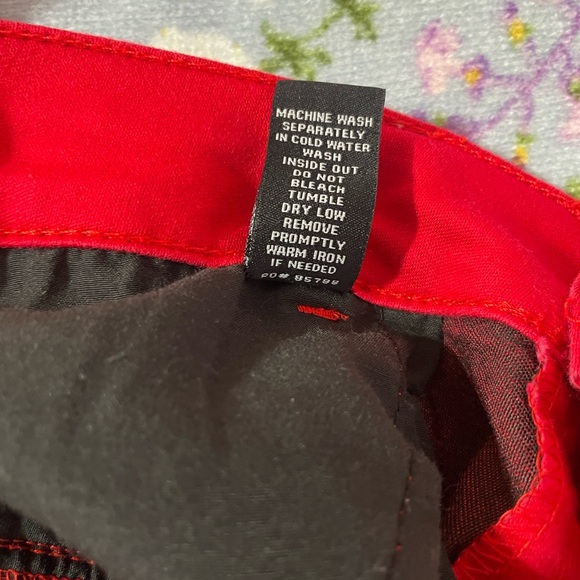 MACHINE WASH
SEPARATELY
IN COLD WATER
WASH
INSIDE OUT
DO NOT
BLEACH
TUMBLE
DRY LOW
REMOVE
PROMPTLY
WARM IRON
IF NEEDED